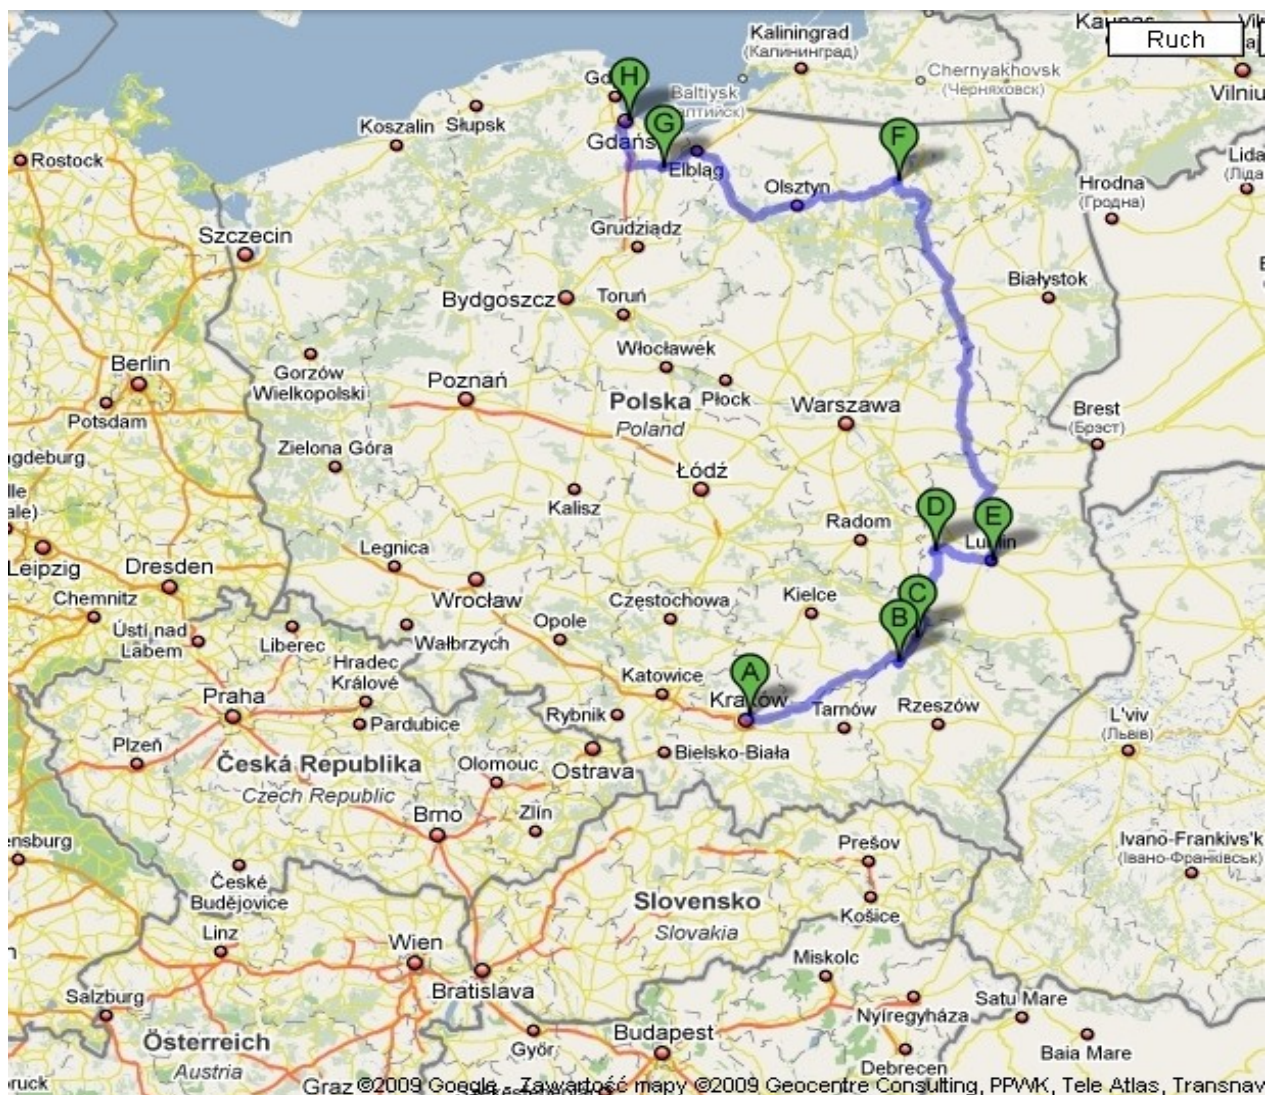 Kaliningrad
(Калининград)
Ruch
Chernyakhovsk
(Черняховск)
Baltiysk
Vilniu
Koszalin
Słupsk
H
G
Elbląg
F
Rostock
Olsztyn
Hrodna
(Гродна)
Lida
(Ліда
Szczecin
Grudziądz
Białystok
Bydgoszcz
Toruń
Włocławek
Berlin
Gorzów
Wielkopolski
Poznań
Polska
Poland
Płock
Warszawa
Potsdam
Brest
(Брэст)
agdeburg
Zielona Góra
Łódź
Kalisz
Radom
D
E
Leipzig
Dresden
Legnica
Wrocław
Chemnitz
Ústí nad
Labem
Liberec
Wałbrzych
Opole
Częstochowa
Kielce
C
B
Hradec
Králové
Katowice
A
Praha
Pardubice
Rybnik
Tarnów
Rzeszów
L'viv
(Львів)
Plzeň
Česká Republika
Czech Republic
Olomouc
Ostrava
Bielsko-Biała
Brno
Zlín
ensburg
Prešov
Ivano-Frankivs'k
(Івано-Франківськ)
České
Budějovice
Slovensko
Slovakia
Košice
Linz
Wien
Bratislava
Miskolc
Salzburg
Nyíregyháza
Satu Mare
Österreich
Austria
Győr
Budapest
Debrecen
Baia Mare
Graz ©2009 Google - Zawartość mapy ©2009 Geocentre Consulting, PPWK, Tele Atlas, Transnav